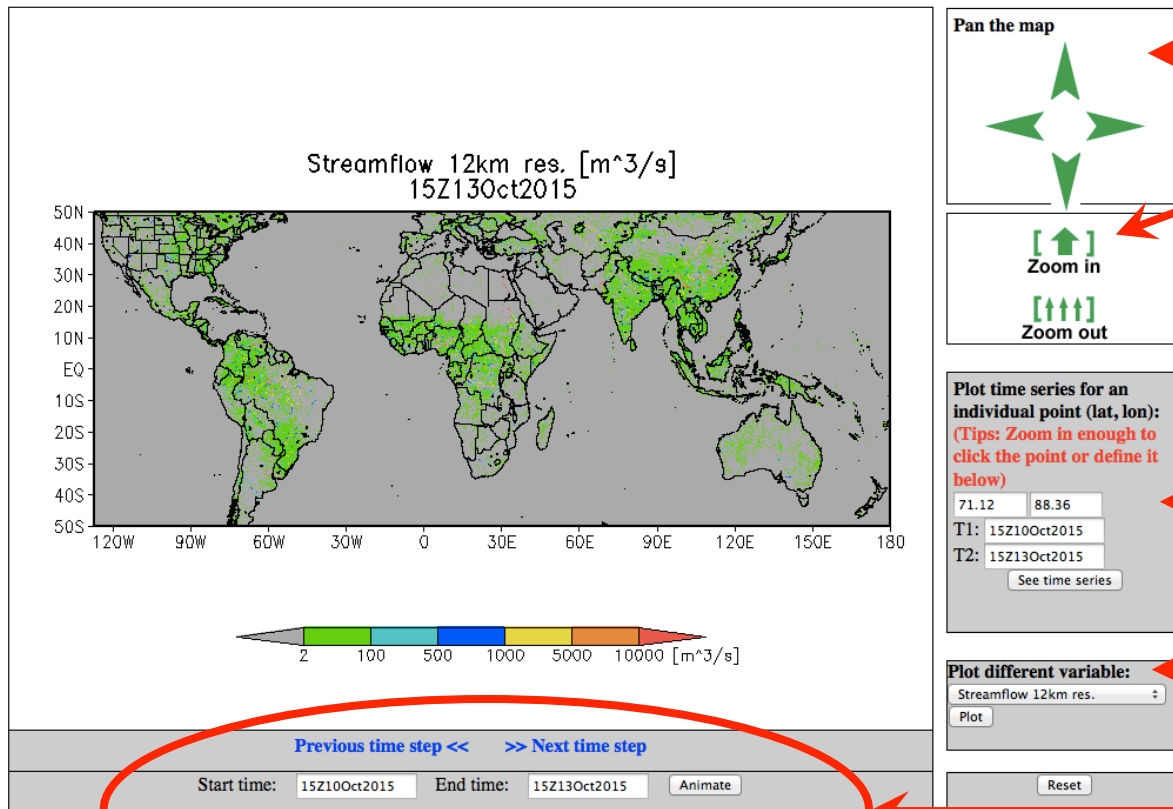 Pan the map
Streamflow 12km res. [m^3/s]
15Z13Oct2015
50N
40N
30N
20N
10N
EQ
10S
20S
30S
40S
50S
120W 90W 60W 30W 0 30E 60E 90E 120E 150E 180
2 100 500 1000 5000 10000 [m^3/s]
Previous time step << >> Next time step
Start time: 15Z10Oct2015 End time: 15Z13Oct2015 Animate
[ ] 
Zoom in
[ ]
Zoom out
Plot time series for an
individual point (lat, lon):
(Tips: Zoom in enough to
click the point or define it
below)
71.12 88.36
T1: 15Z10Oct2015
T2: 15Z13Oct2015
See time series
Plot different variable:
Streamflow 12km res.
Plot
Reset